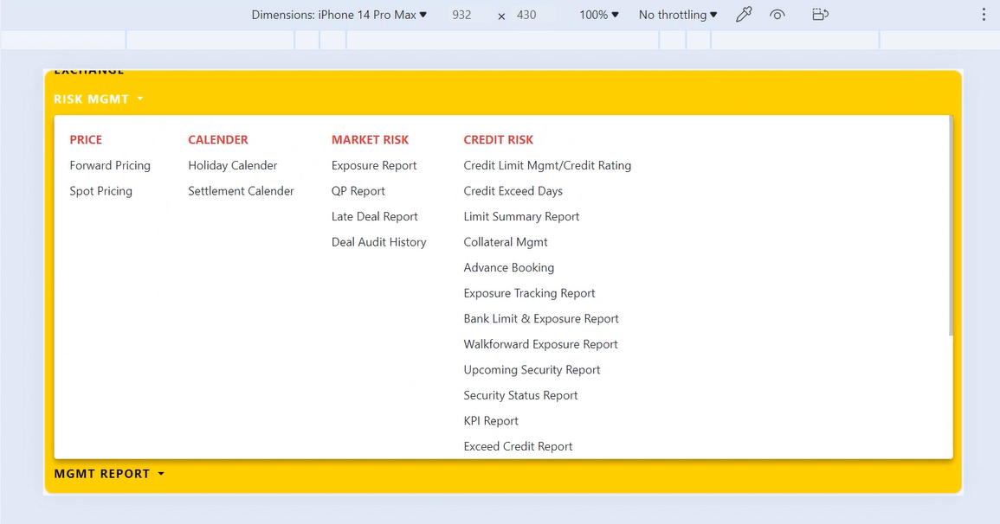 Dimensions: iPhone 14 Pro Max ▼ 932 × 430 100% ▼ No throttling ▼
EXCHANGE
RISK MGMT
PRICE
Forward Pricing
Spot Pricing
CALENDER
Holiday Calender
Settlement Calender
MARKET RISK
Exposure Report
QP Report
Late Deal Report
Deal Audit History
CREDIT RISK
Credit Limit Mgmt/Credit Rating
Credit Exceed Days
Limit Summary Report
Collateral Mgmt
Advance Booking
Exposure Tracking Report
Bank Limit & Exposure Report
Walkforward Exposure Report
Upcoming Security Report
Security Status Report
KPI Report
Exceed Credit Report
MGMT REPORT